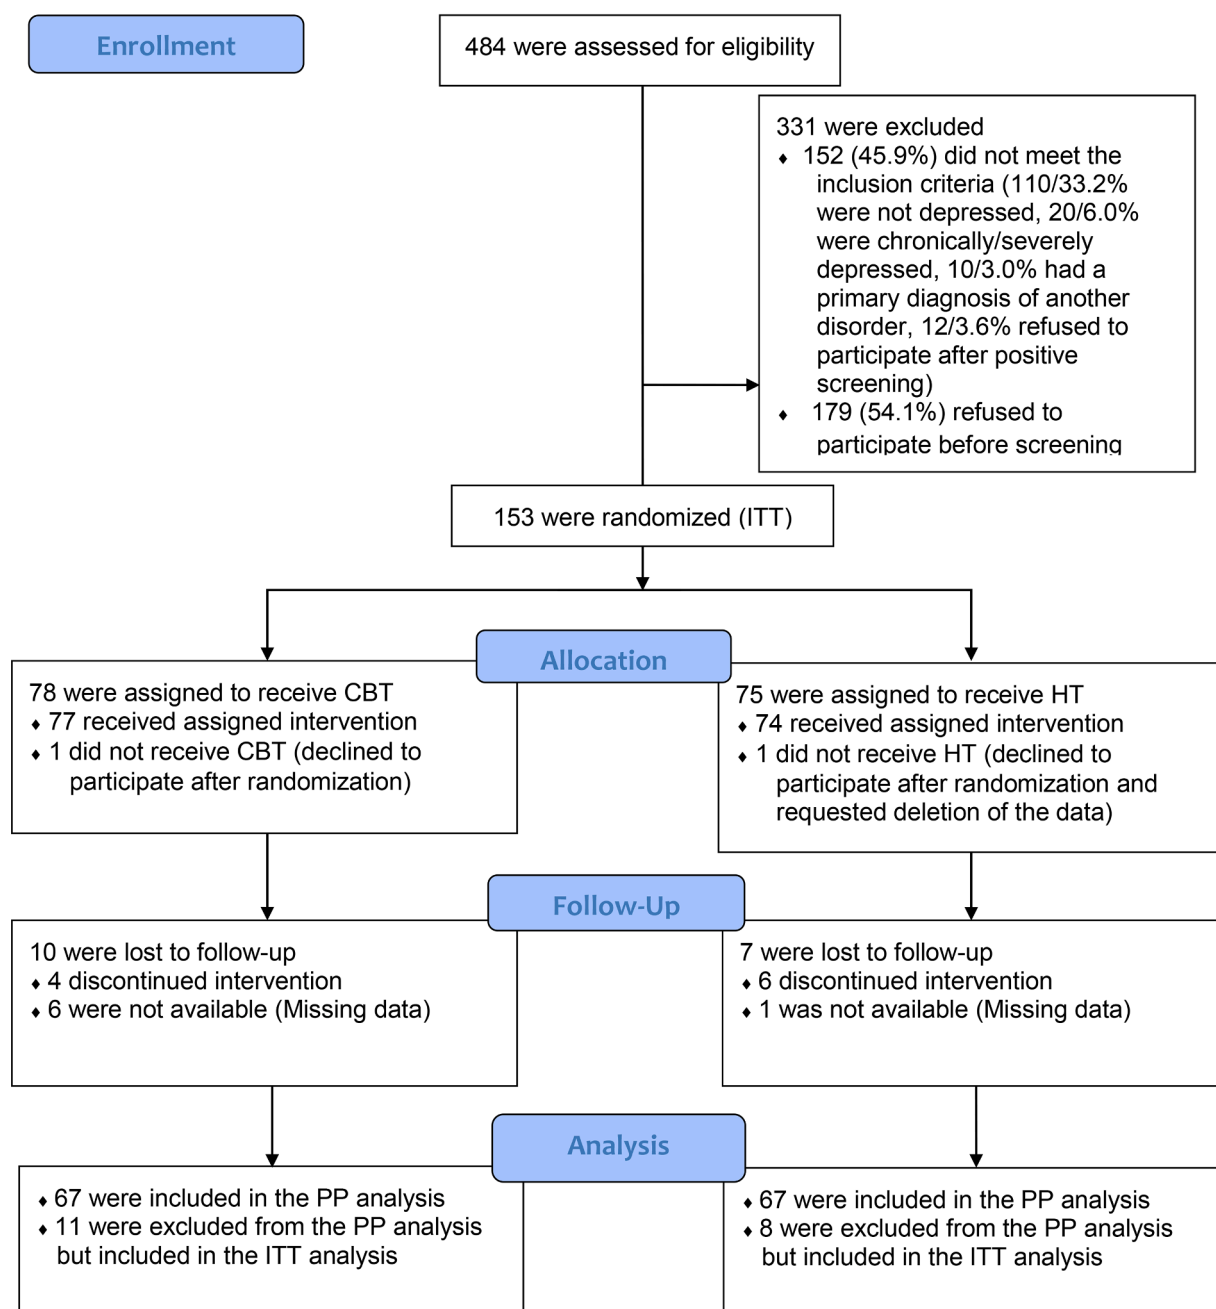 Enrollment
484 were assessed for eligibility
331 were excluded
♦ 152 (45.9%) did not meet the
inclusion criteria (110/33.2%
were not depressed, 20/6.0%
were chronically/severely
depressed, 10/3.0% had a
primary diagnosis of another
disorder, 12/3.6% refused to
participate after positive
screening)
♦ 179 (54.1%) refused to
participate before screening
153 were randomized (ITT)
Allocation
78 were assigned to receive CBT
♦ 77 received assigned intervention
♦ 1 did not receive CBT (declined to
participate after randomization)
75 were assigned to receive HT
♦ 74 received assigned intervention
♦ 1 did not receive HT (declined to
participate after randomization and
requested deletion of the data)
Follow-Up
10 were lost to follow-up
♦ 4 discontinued intervention
♦ 6 were not available (Missing data)
7 were lost to follow-up
♦ 6 discontinued intervention
♦ 1 was not available (Missing data)
Analysis
♦ 67 were included in the PP analysis
♦ 11 were excluded from the PP analysis
but included in the ITT analysis
♦ 67 were included in the PP analysis
♦ 8 were excluded from the PP analysis
but included in the ITT analysis